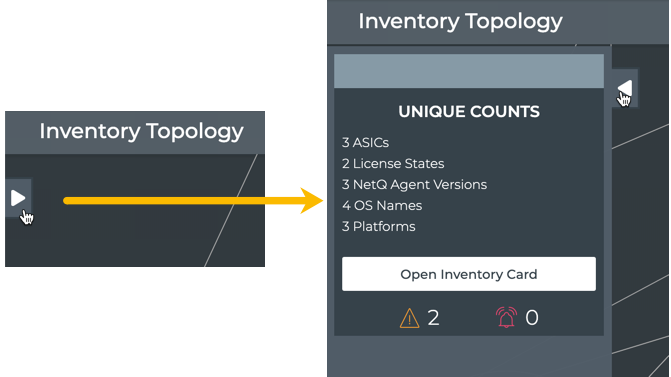 Inventory Topology
Inventory Topology
UNIQUE COUNTS
3 ASICs
2 License States
3 NetQ Agent Versions
4 OS Names
3 Platforms
Open Inventory Card
2
0